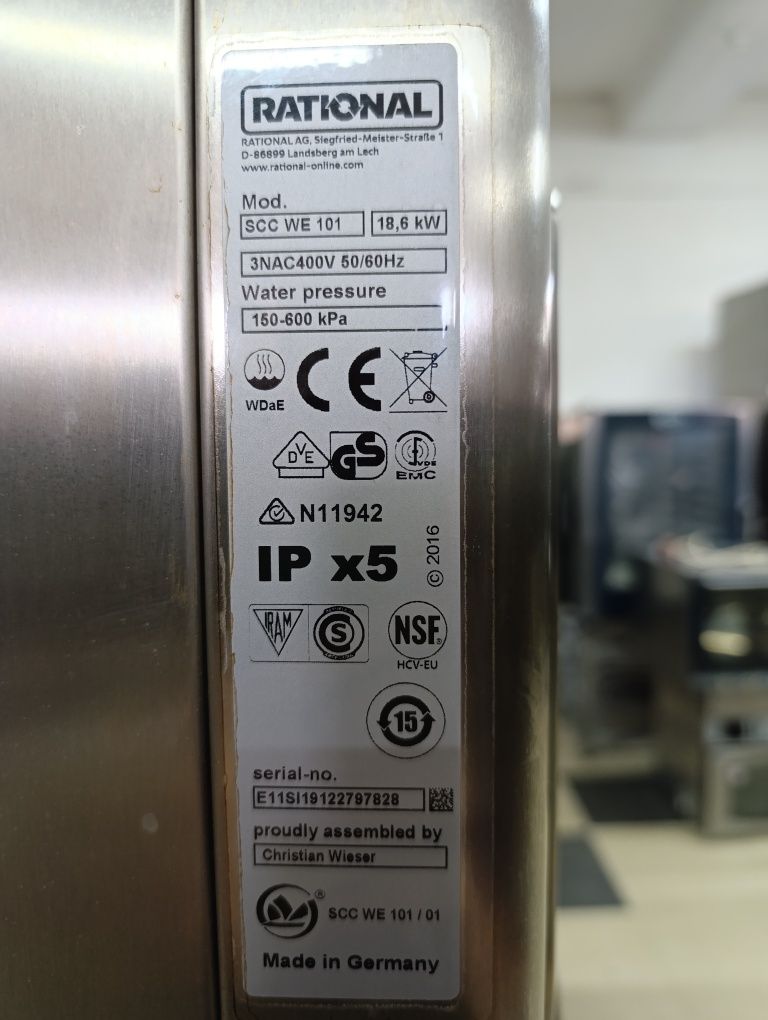 RATIONAL
RATIONAL AG, Siegfried-Meister-Straße 1
D-86899 Landsberg am Lech
www.rational-online.com
Mod.
SCC WE 101 18,6 kW
3NAC400V 50/60Hz
Water pressure
150-600 kPa
WDaE CE
DVE GS VDE
EMC
N11942
IP x5 © 2016
IRAM S NSF®
HCV-EU
15
serial-no.
E11SI19122797828
proudly assembled by
Christian Wieser
® SCC WE 101 / 01
Made in Germany